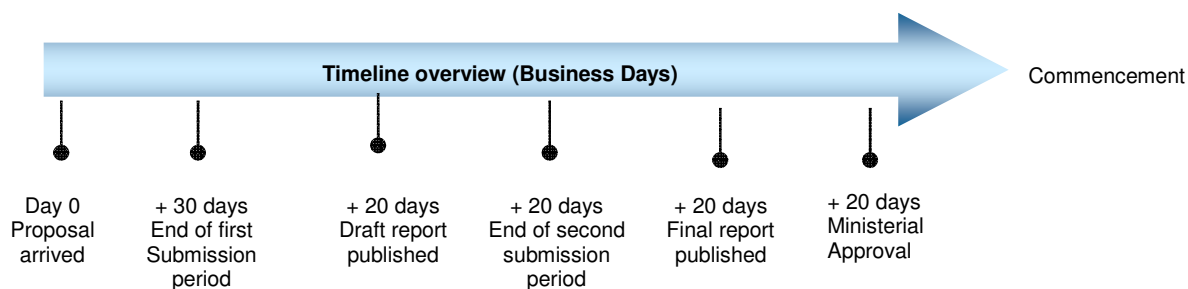 Timeline overview (Business Days)
Commencement
Day 0
Proposal
arrived
+ 30 days
End of first
Submission
period
+ 20 days
Draft report
published
+ 20 days
End of second
submission
period
+ 20 days
Final report
published
+ 20 days
Ministerial
Approval